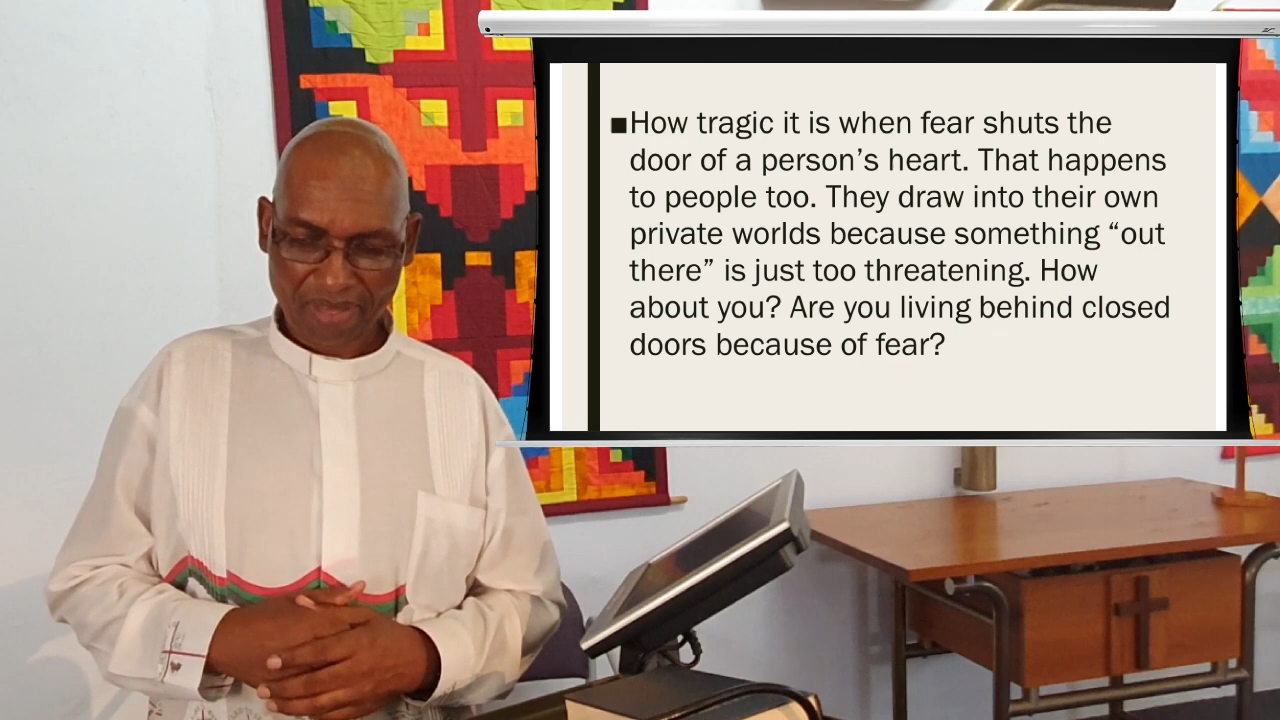 ■How tragic it is when fear shuts the
door of a person’s heart. That happens
to people too. They draw into their own
private worlds because something “out
there” is just too threatening. How
about you? Are you living behind closed
doors because of fear?